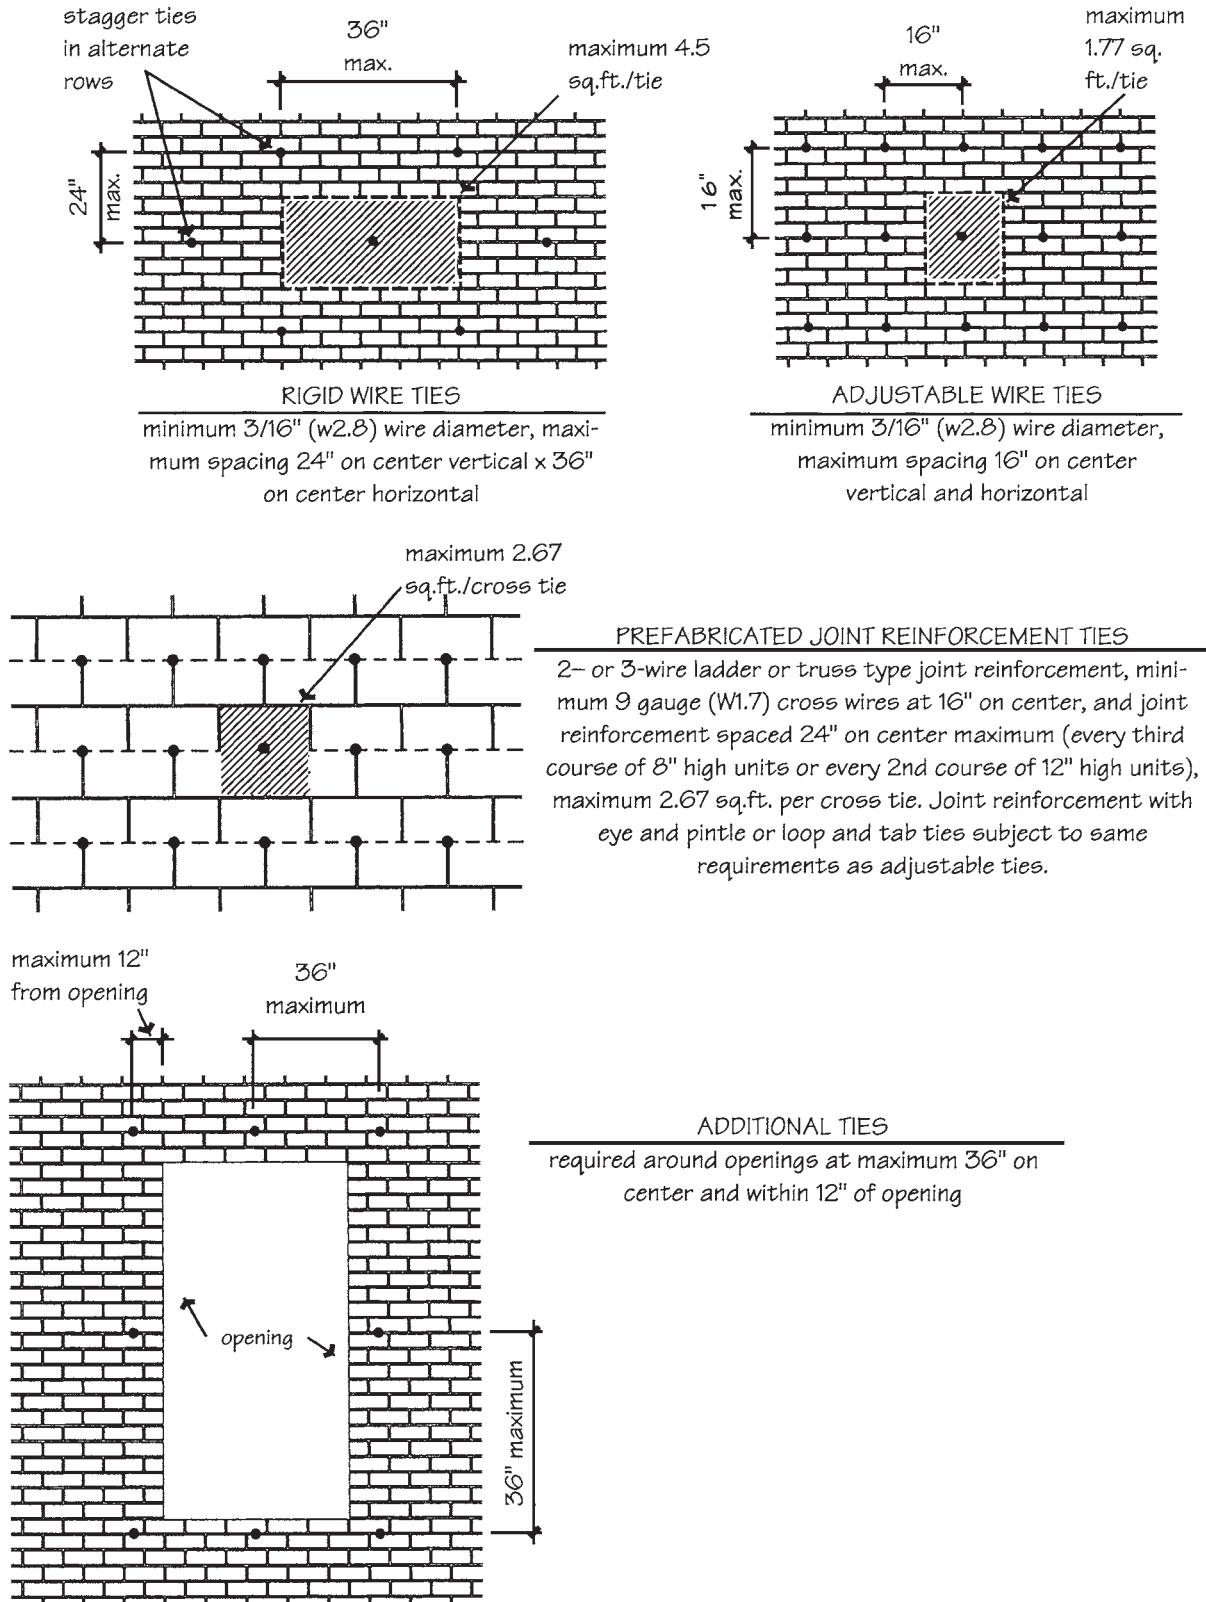 stagger ties
in alternate
rows
36"
max.
maximum 4.5
sq.ft./tie
24"
max.
RIGID WIRE TIES
minimum 3/16" (w2.8) wire diameter, maxi-
mum spacing 24" on center vertical x 36"
on center horizontal
16"
max.
maximum
1.77 sq.
ft./tie
16"
max.
ADJUSTABLE WIRE TIES
minimum 3/16" (w2.8) wire diameter,
maximum spacing 16" on center
vertical and horizontal
maximum 2.67
sq.ft./cross tie
PREFABRICATED JOINT REINFORCEMENT TIES
2- or 3-wire ladder or truss type joint reinforcement, mini-
mum 9 gauge (W1.7) cross wires at 16" on center, and joint
reinforcement spaced 24" on center maximum (every third
course of 8" high units or every 2nd course of 12" high units),
maximum 2.67 sq.ft. per cross tie. Joint reinforcement with
eye and pintle or loop and tab ties subject to same
requirements as adjustable ties.
maximum 12"
from opening
36"
maximum
opening
36" maximum
ADDITIONAL TIES
required around openings at maximum 36" on
center and within 12" of opening